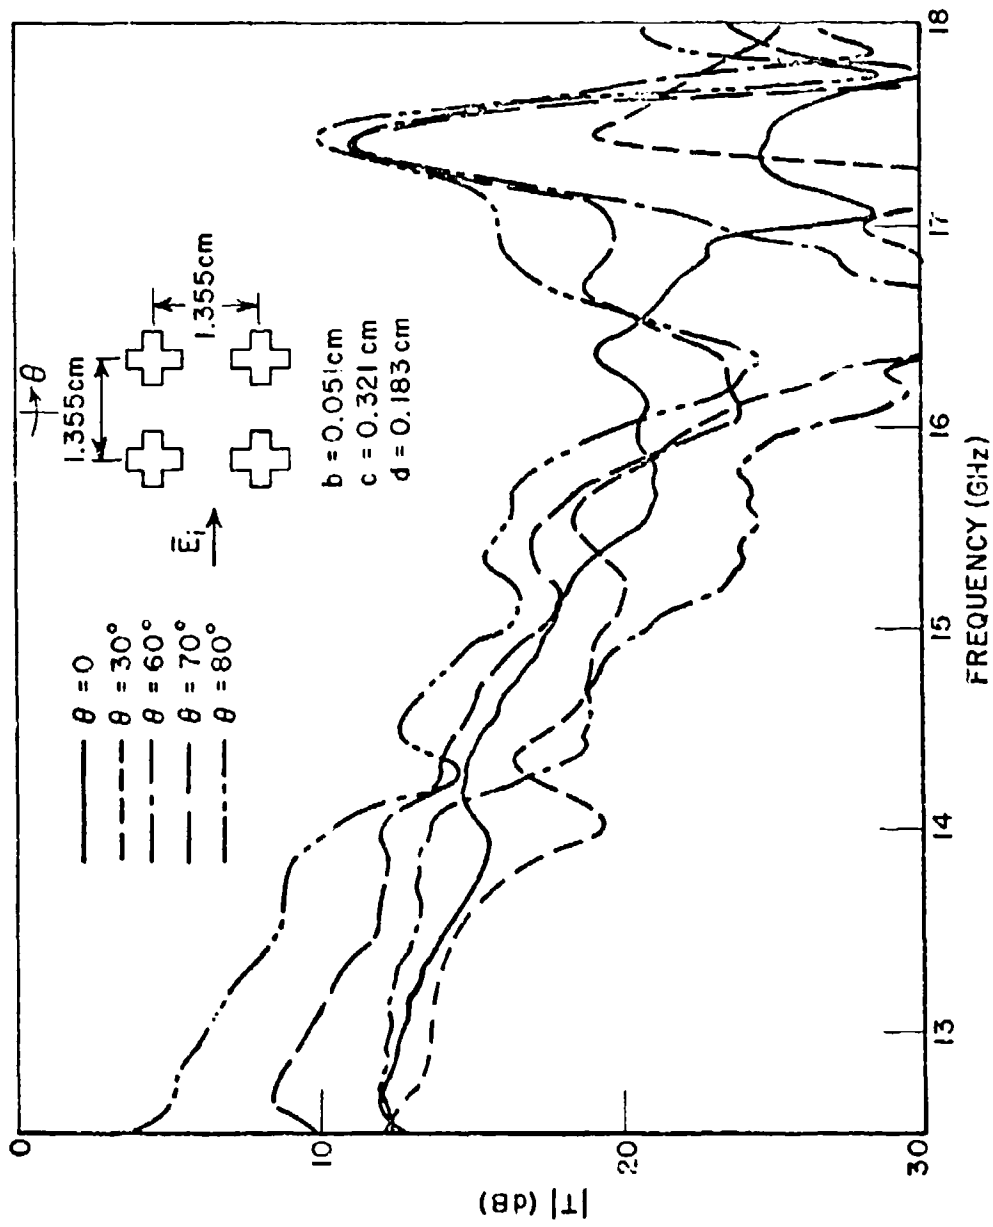 θ = 0
θ = 30°
θ = 60°
θ = 70°
θ = 80°
Ēi
1.355cm
θ
1.355cm
b = 0.051cm
c = 0.321 cm
d = 0.183 cm
|T| (dB)
0
10
20
30
13
14
15
16
17
18
FREQUENCY (GHz)